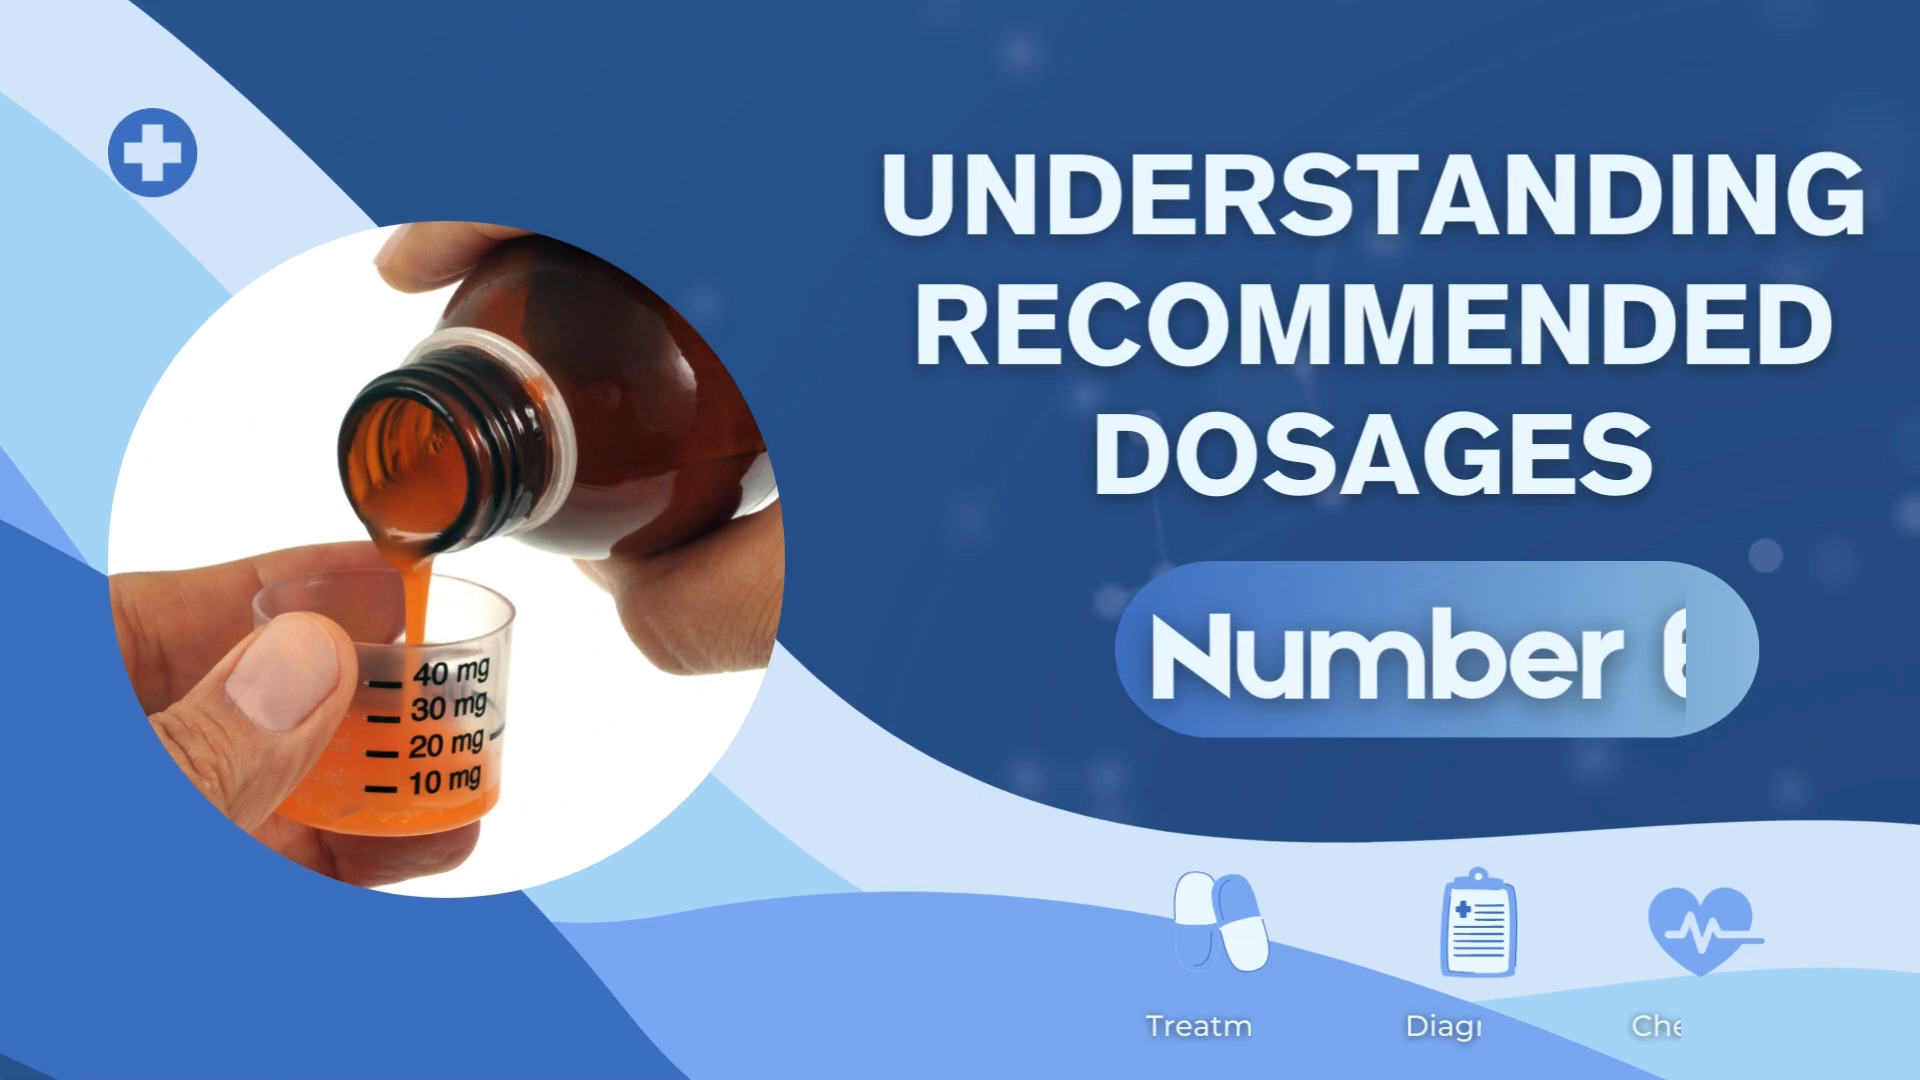 UNDERSTANDING
RECOMMENDED
DOSAGES
Number
40 mg
30 mg
20 mg
10 mg
Treatm
Diag
Che